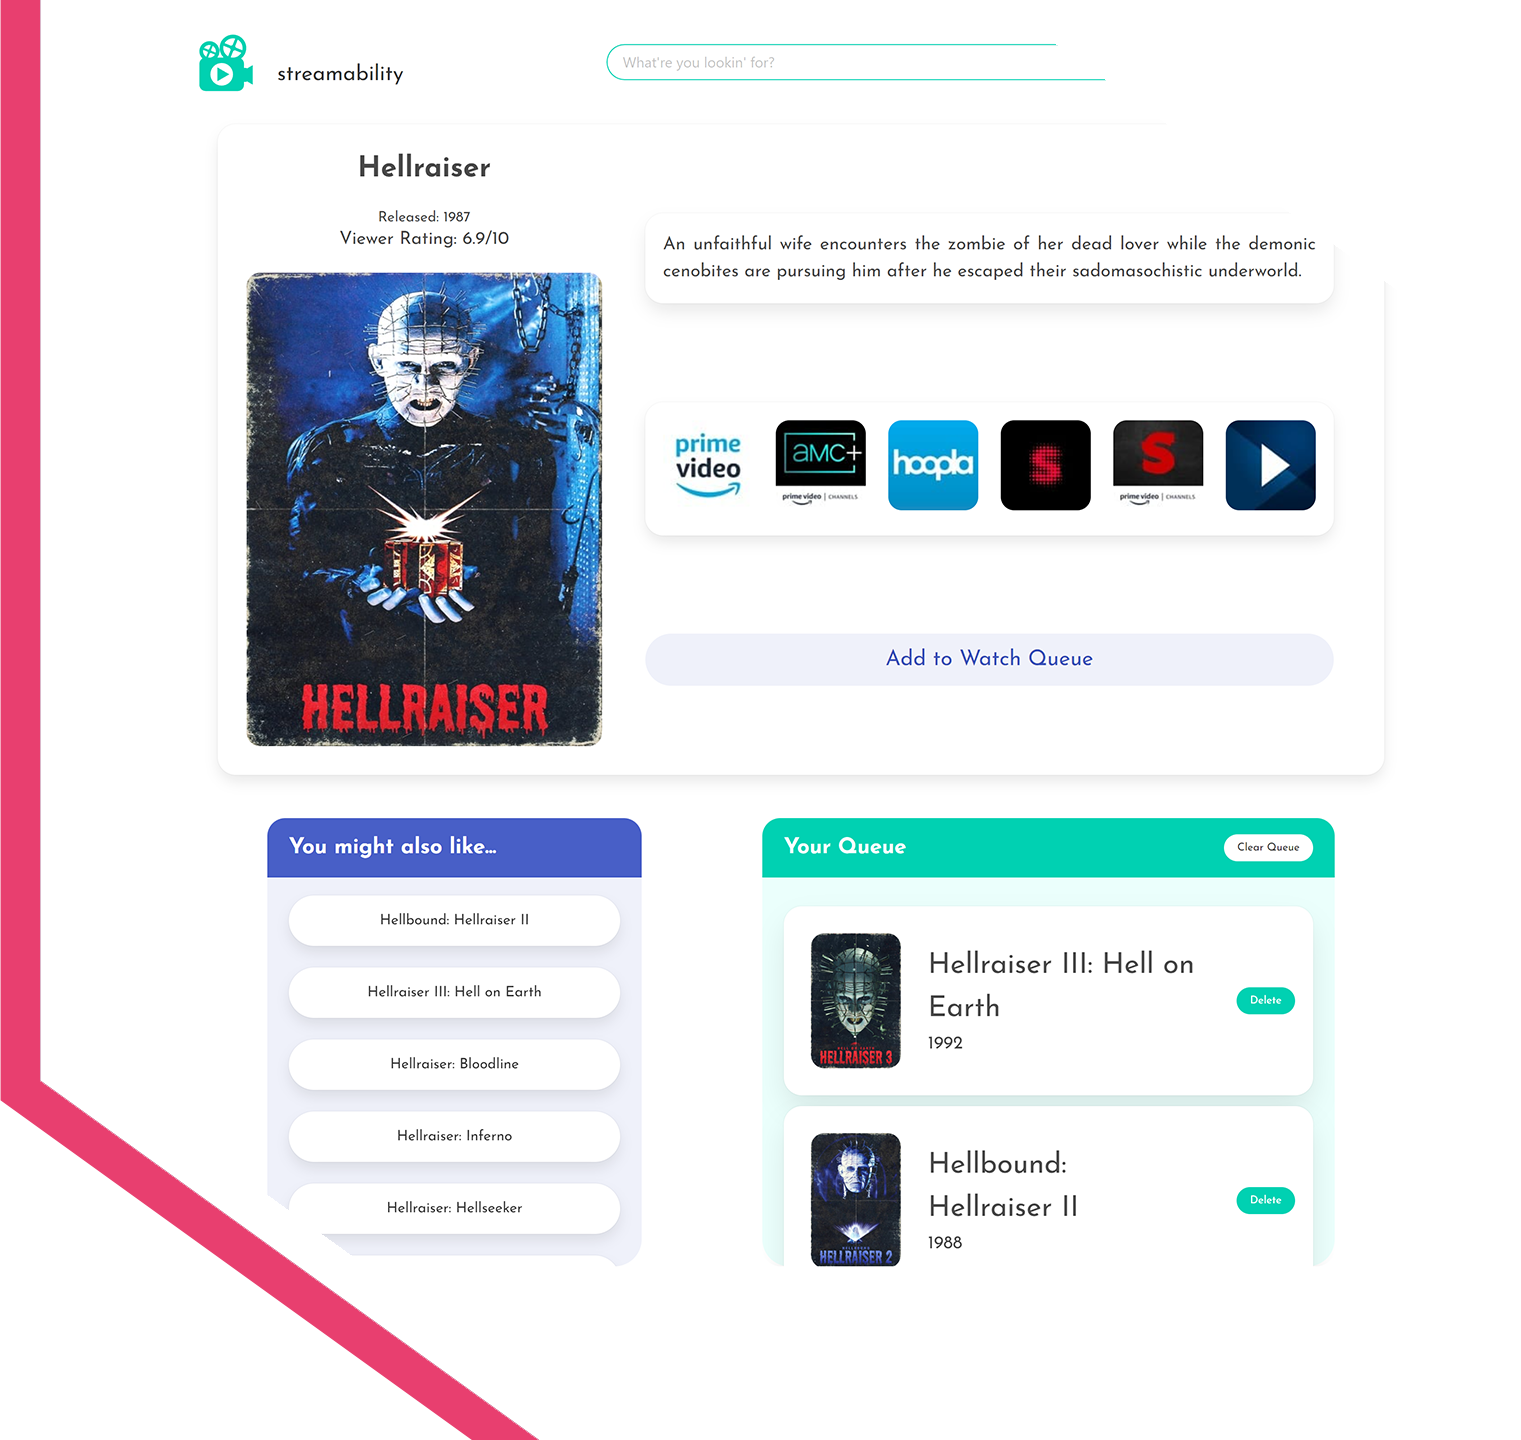 streamability
What're you lookin' for?
Hellraiser
Released: 1987
Viewer Rating: 6.9/10
An unfaithful wife encounters the zombie of her dead lover while the demonic
cenobites are pursuing him after he escaped their sadomasochistic underworld.
HELLRAISER
prime
video
aMC+
prime video | CHANNELS
hoopla
S
S
prime video | CHANNELS
Add to Watch Queue
You might also like...
Hellbound: Hellraiser II
Hellraiser III: Hell on Earth
Hellraiser: Bloodline
Hellraiser: Inferno
Hellraiser: Hellseeker
Your Queue
Clear Queue
HELLRAISER 3
Hellraiser III: Hell on
Earth
1992
Delete
HELLRAISER 2
Hellbound:
Hellraiser II
1988
Delete